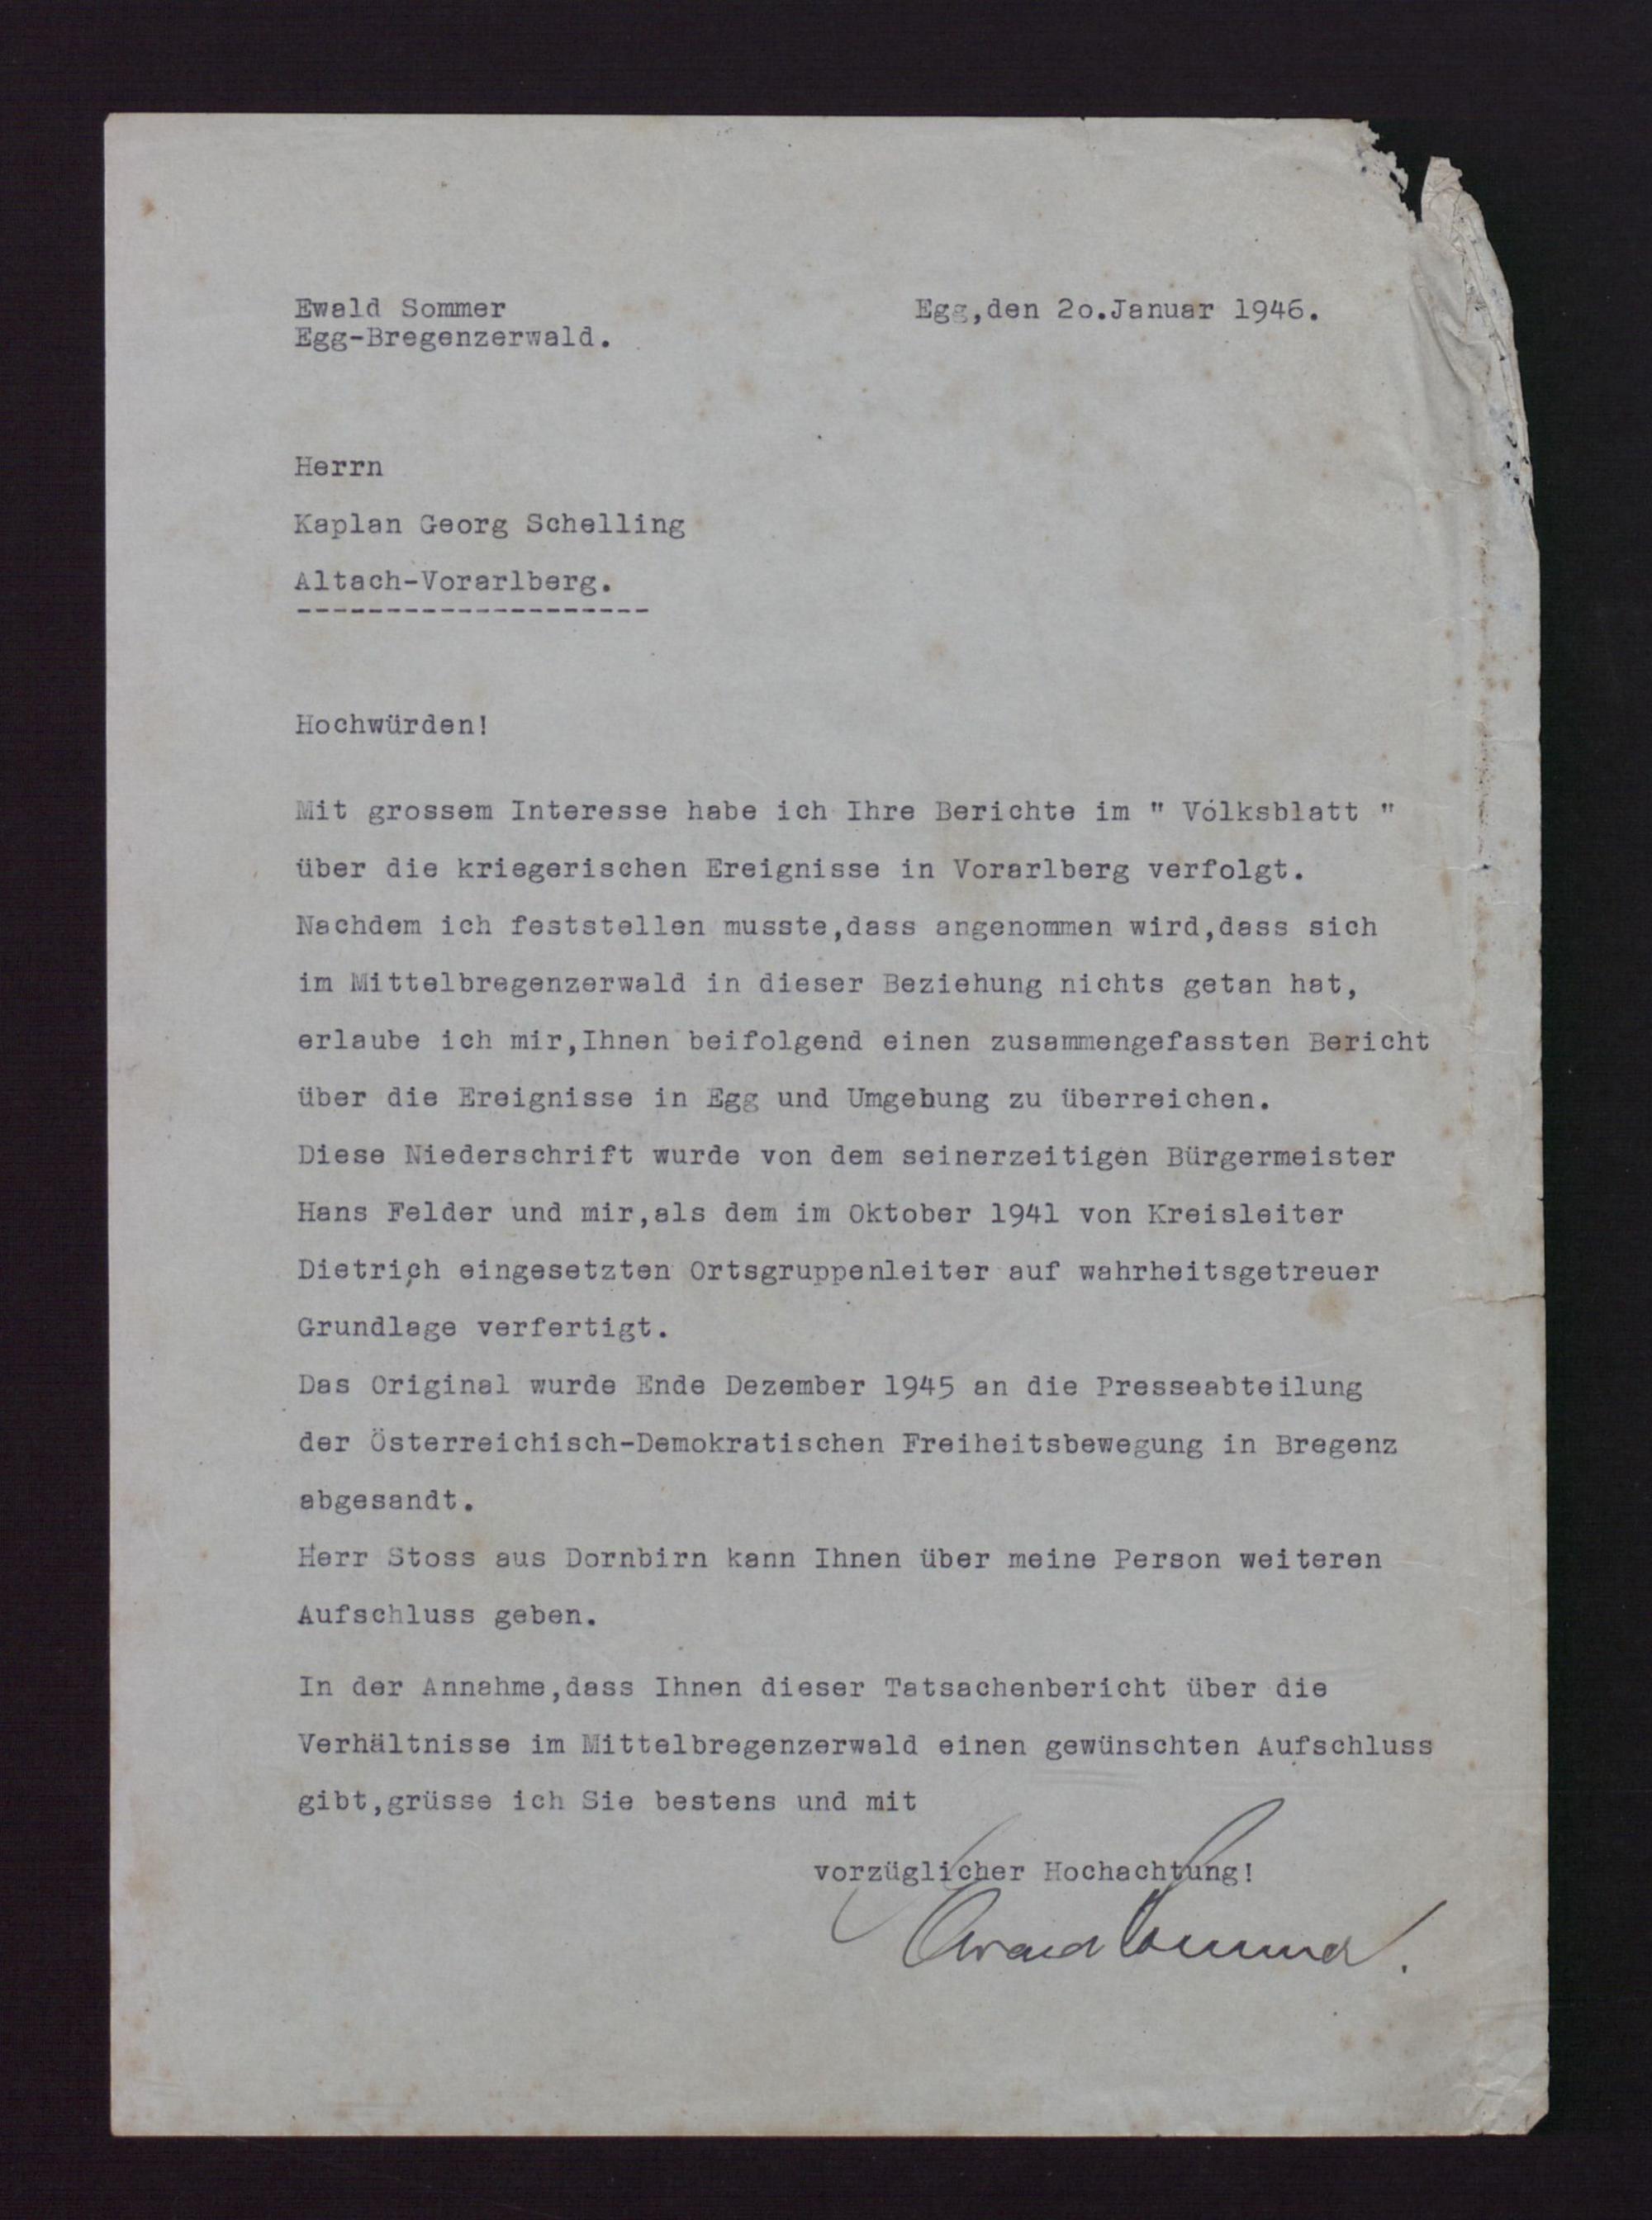 Ewald Sommer
Egg-Bregenzerwald.
Egg,den 2o.Januar 1946.
Herrn
Kaplan Georg Schelling
Altach-Vorarlberg.
--------------------
Hochwürden!
Mit grossem Interesse habe ich Ihre Berichte im " Volksblatt "
über die kriegerischen Ereignisse in Vorarlberg verfolgt.
Nachdem ich feststellen musste,dass angenommen wird,dass sich
im Mittelbregenzerwald in dieser Beziehung nichts getan hat,
erlaube ich mir,Ihnen beifolgend einen zusammengefassten Bericht
über die Ereignisse in Egg und Umgebung zu überreichen.
Diese Niederschrift wurde von dem seinerzeitigen Bürgermeister
Hans Felder und mir,als dem im Oktober 1941 von Kreisleiter
Dietrich eingesetzten Ortsgruppenleiter auf wahrheitsgetreuer
Grundlage verfertigt.
Das Original wurde Ende Dezember 1945 an die Presseabteilung
der Österreichisch-Demokratischen Freiheitsbewegung in Bregenz
abgesandt.
Herr Stoss aus Dornbirn kann Ihnen über meine Person weiteren
Aufschluss geben.
In der Annahme,dass Ihnen dieser Tatsachenbericht über die
Verhältnisse im Mittelbregenzerwald einen gewünschten Aufschluss
gibt,grüsse ich Sie bestens und mit
vorzüglicher Hochachtung!
Ewald Sommer.